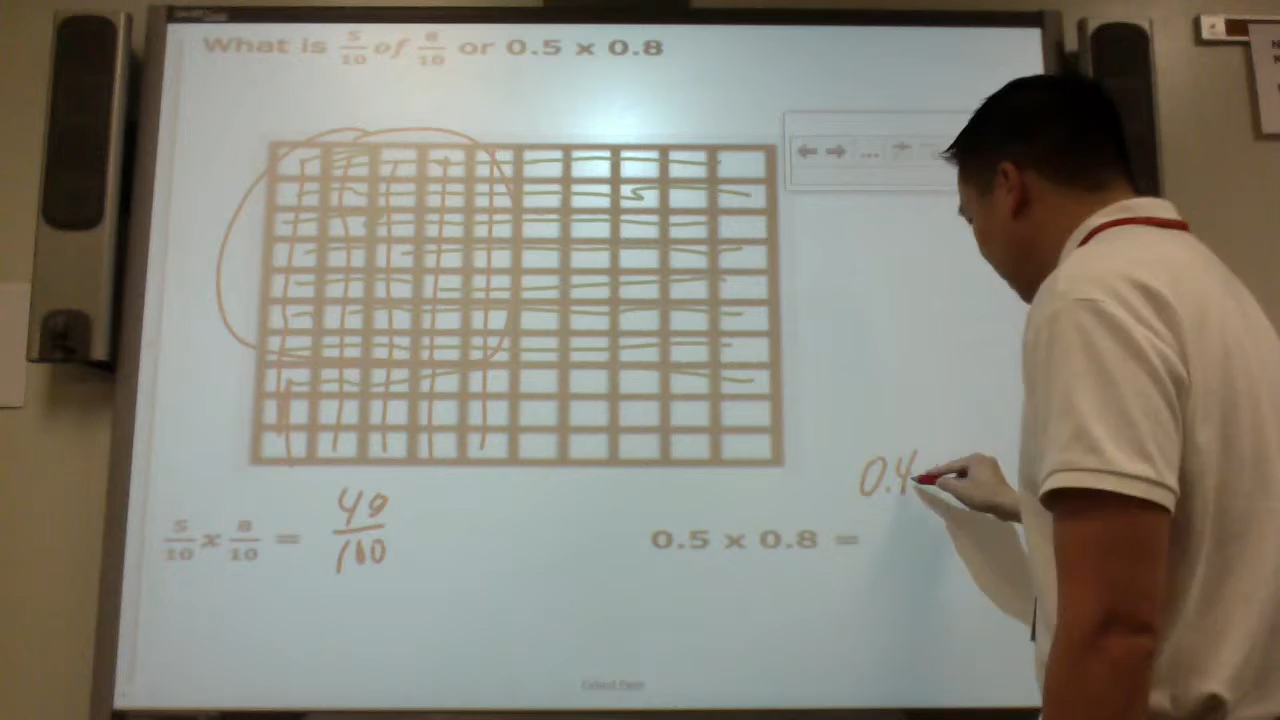 What is 5/10 of 8/10 or 0.5 x 0.8
5/10 x 8/10 = 40/100
0.5 x 0.8 = 0.4